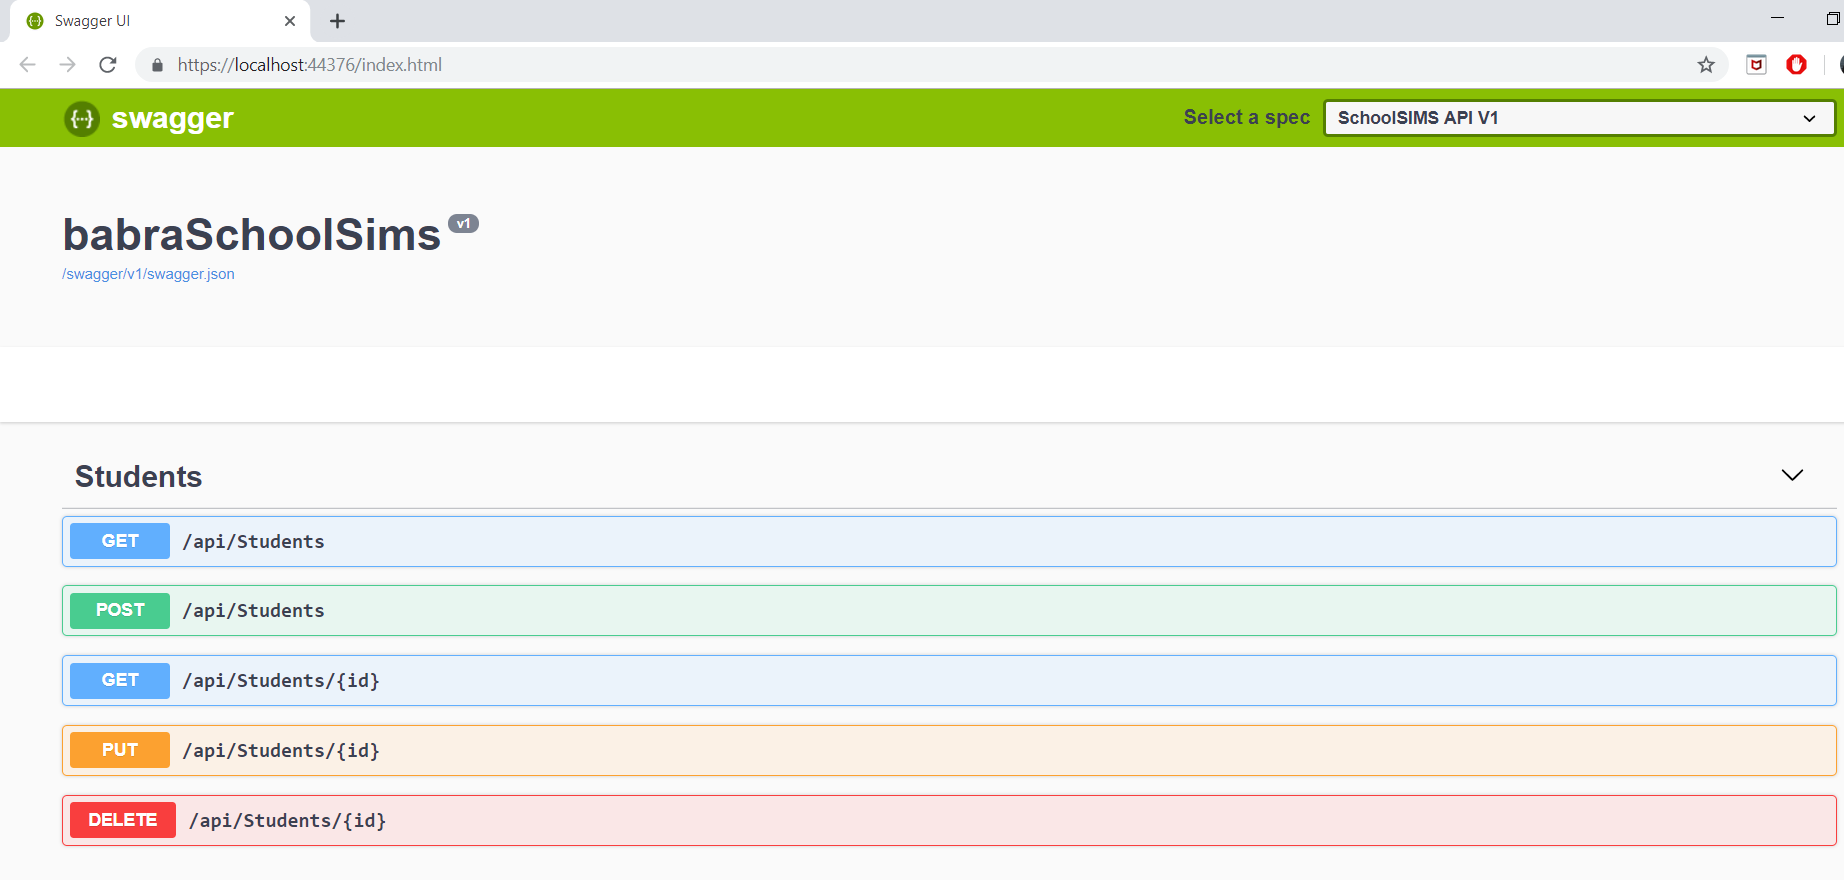 Swagger UI
https://localhost:44376/index.html
{···} swagger
Select a spec
SchoolSIMS API V1
babraSchoolSims v1
/swagger/v1/swagger.json
Students
GET /api/Students
POST /api/Students
GET /api/Students/{id}
PUT /api/Students/{id}
DELETE /api/Students/{id}